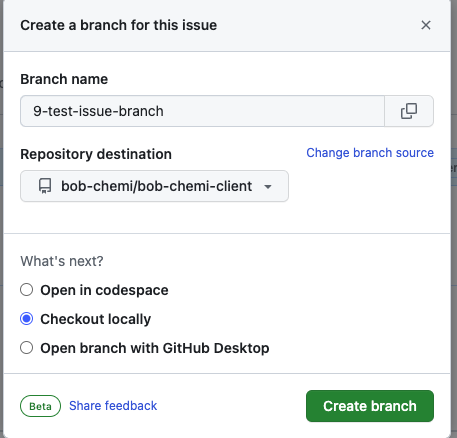 Create a branch for this issue
Branch name
9-test-issue-branch
Repository destination
Change branch source
bob-chemi/bob-chemi-client
What's next?
Open in codespace
Checkout locally
Open branch with GitHub Desktop
Beta
Share feedback
Create branch